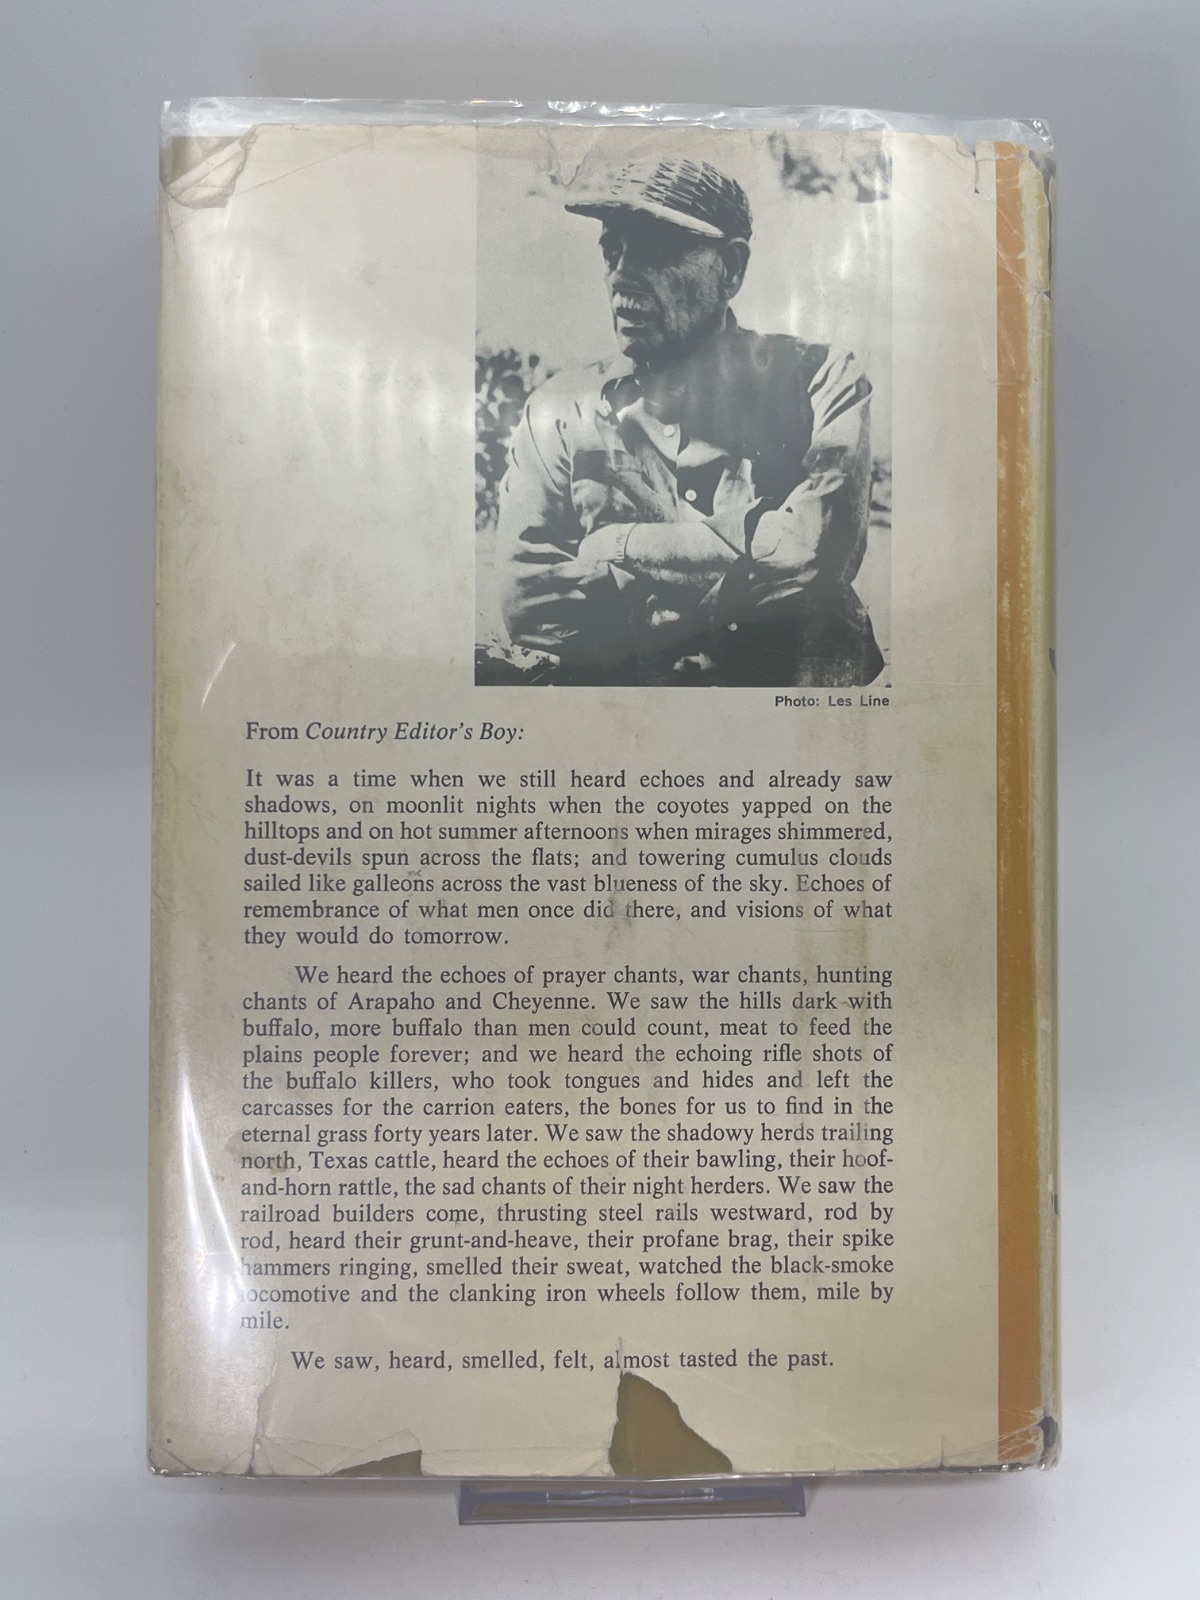 Photo: Les Line
From Country Editor's Boy:
It was a time when we still heard echoes and already saw
shadows, on moonlit nights when the coyotes yapped on the
hilltops and on hot summer afternoons when mirages shimmered,
dust-devils spun across the flats; and towering cumulus clouds
sailed like galleons across the vast blueness of the sky. Echoes of
remembrance of what men once did there, and visions of what
they would do tomorrow.
We heard the echoes of prayer chants, war chants, hunting
chants of Arapaho and Cheyenne. We saw the hills dark with
buffalo, more buffalo than men could count, meat to feed the
plains people forever; and we heard the echoing rifle shots of
the buffalo killers, who took tongues and hides and left the
carcasses for the carrion eaters, the bones for us to find in the
eternal grass forty years later. We saw the shadowy herds trailing
north, Texas cattle, heard the echoes of their bawling, their hoof-
and-horn rattle, the sad chants of their night herders. We saw the
railroad builders come, thrusting steel rails westward, rod by
rod, heard their grunt-and-heave, their profane brag, their spike
hammers ringing, smelled their sweat, watched the black-smoke
locomotive and the clanking iron wheels follow them, mile by
mile.
We saw, heard, smelled, felt, almost tasted the past.